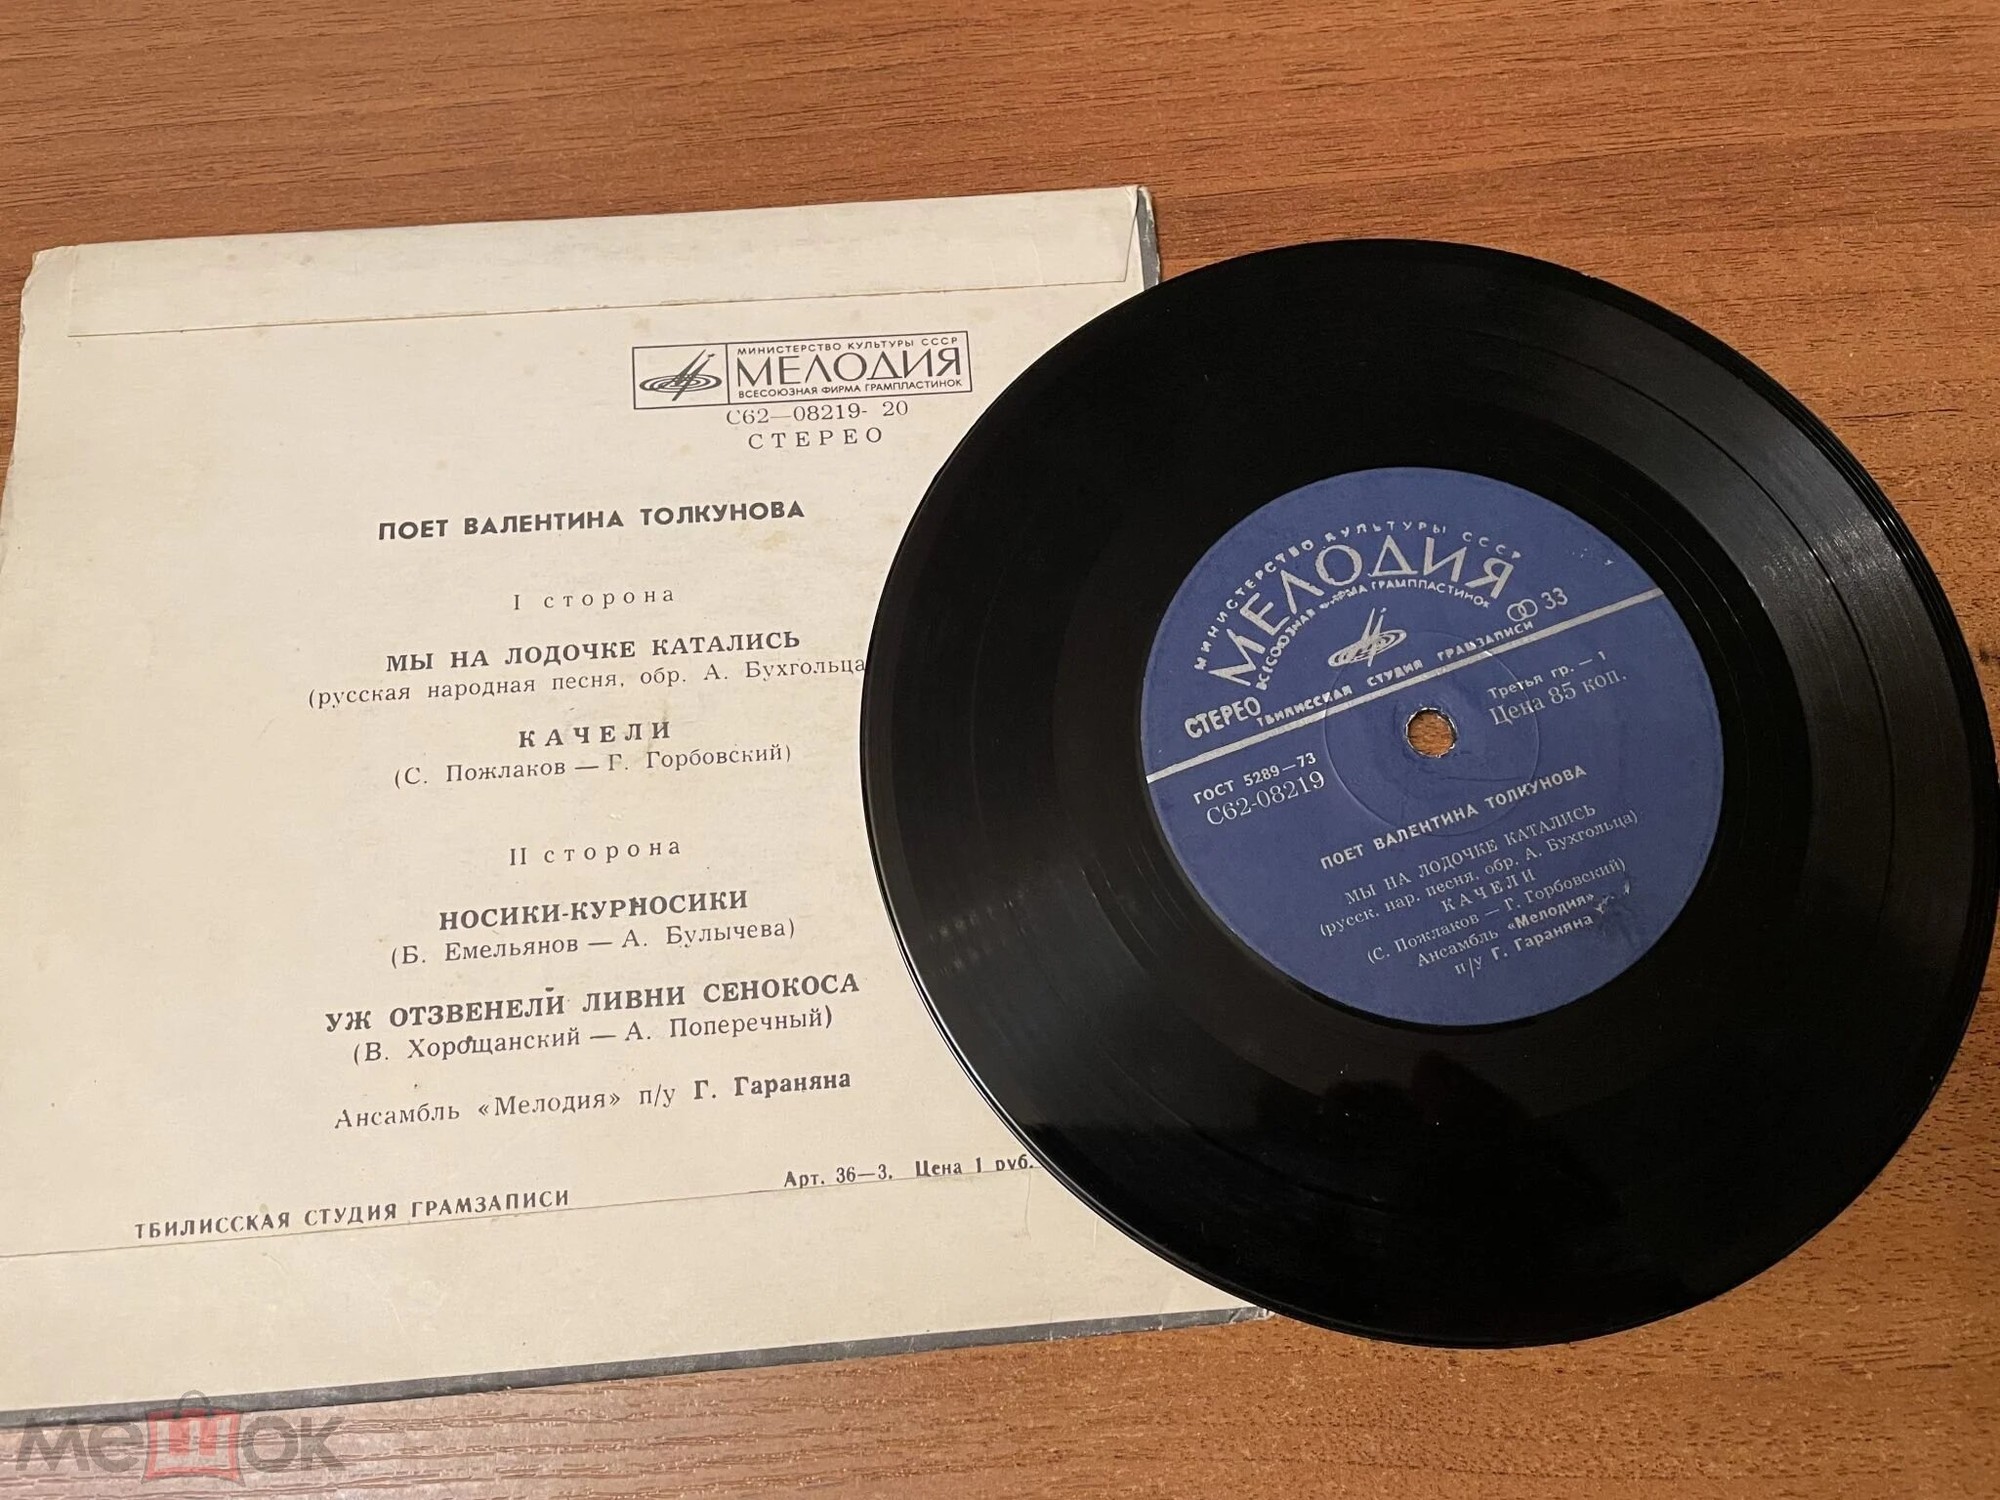 МИНИСТЕРСТВО КУЛЬТУРЫ СССР
МЕЛОДИЯ
ВСЕСОЮЗНАЯ ФИРМА ГРАМПЛАСТИНОК
С62—08219- 20
СТЕРЕО
ПОЕТ ВАЛЕНТИНА ТОЛКУНОВА
I сторона
МЫ НА ЛОДОЧКЕ КАТАЛИСЬ
(русская народная песня, обр. А. Бухгольца
КАЧЕЛИ
(С. Пожлаков — Г. Горбовский)
II сторона
НОСИКИ-КУРНОСИКИ
(Б. Емельянов — А. Булычева)
УЖ ОТЗВЕНЕЛИ ЛИВНИ СЕНОКОСА
(В. Хорощанский — А. Поперечный)
Ансамбль «Мелодия» п/у Г. Гараняна
Арт. 36—3. Цена 1 руб.
ТБИЛИССКАЯ СТУДИЯ ГРАМЗАПИСИ
МИНИСТЕРСТВО КУЛЬТУРЫ СССР
МЕЛОДИЯ
ВСЕСОЮЗНАЯ ФИРМА ГРАМПЛАСТИНОК
33
СТЕРЕО
ТБИЛИССКАЯ СТУДИЯ ГРАМЗАПИСИ
Третья гр. — 1
Цена 85 коп.
ГОСТ 5289—73
С62-08219
ПОЕТ ВАЛЕНТИНА ТОЛКУНОВА
МЫ НА ЛОДОЧКЕ КАТАЛИСЬ
(русск. нар. песня, обр. А. Бухгольца)
КАЧЕЛИ
(С. Пожлаков — Г. Горбовский)
Ансамбль «Мелодия»
п/у Г. Гараняна
мешок